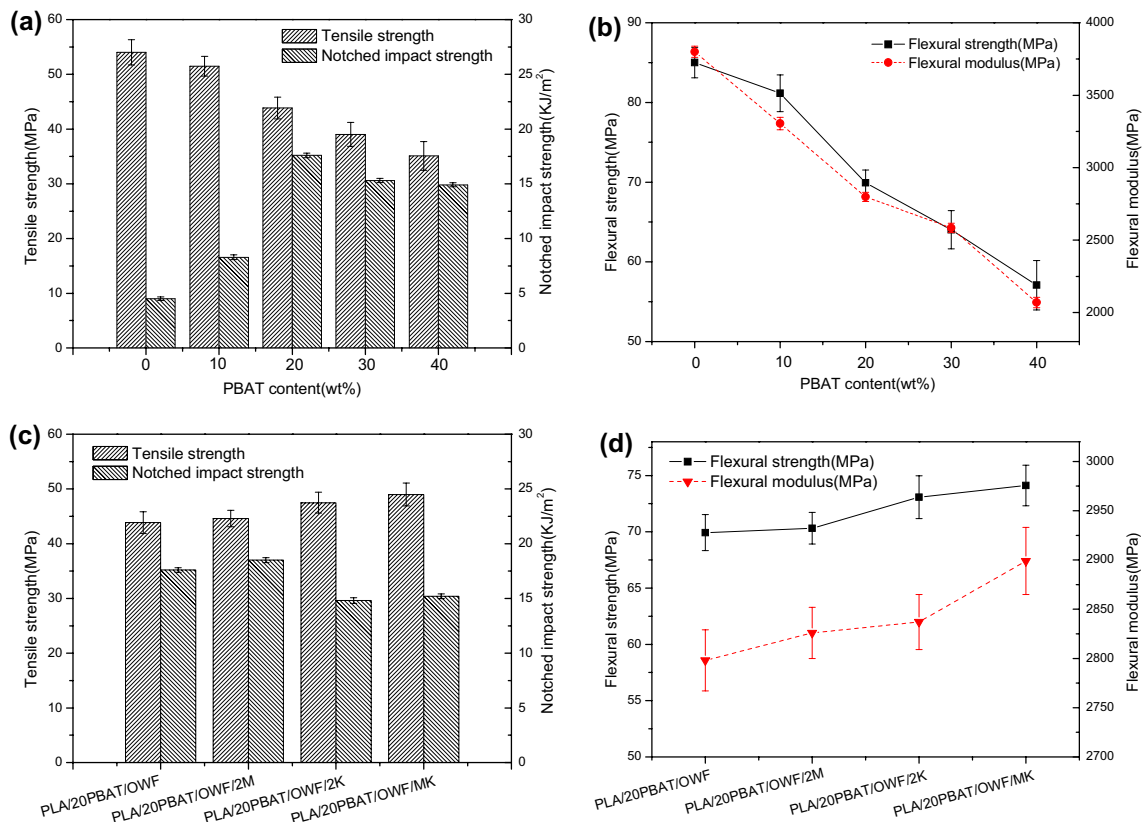 (a)
Tensile strength
Notched impact strength
60
50
40
30
20
10
0
Tensile strength(MPa)
30
25
20
15
10
5
0
Notched impact strength(KJ/m²)
0 10 20 30 40
PBAT content(wt%)
(b)
Flexural strength(MPa)
Flexural modulus(MPa)
90
80
70
60
50
Flexural strength(MPa)
4000
3500
3000
2500
2000
Flexural modulus(MPa)
0 10 20 30 40
PBAT content(wt%)
(c)
Tensile strength
Notched impact strength
60
50
40
30
20
10
0
Tensile strength(MPa)
30
25
20
15
10
5
0
Notched impact strength(KJ/m²)
PLA/20PBAT/OWF
PLA/20PBAT/OWF/2M
PLA/20PBAT/OWF/2K
PLA/20PBAT/OWF/MK
(d)
Flexural strength(MPa)
Flexural modulus(MPa)
75
70
65
60
55
50
Flexural strength(MPa)
3000
2950
2900
2850
2800
2750
2700
Flexural modulus(MPa)
PLA/20PBAT/OWF
PLA/20PBAT/OWF/2M
PLA/20PBAT/OWF/2K
PLA/20PBAT/OWF/MK